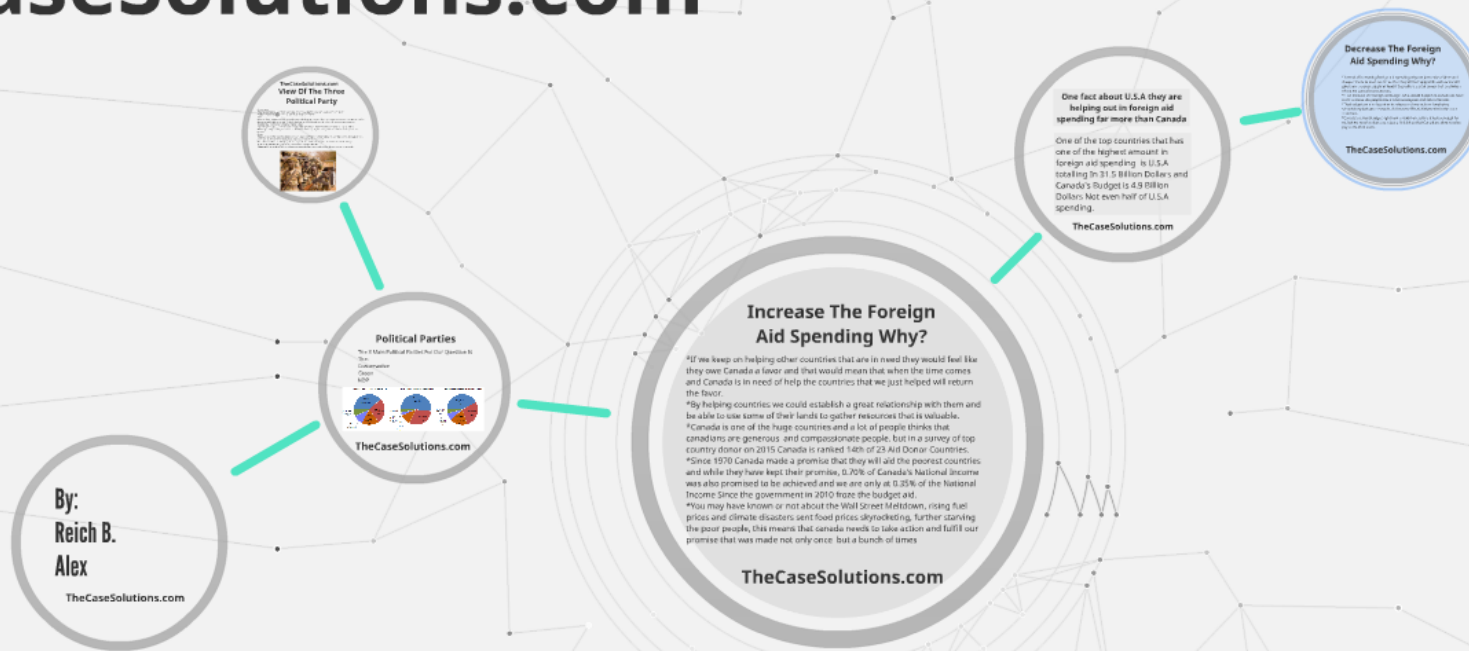 aseSolutions.com
TheCaseSolutions.com
View Of The Three
Political Party
Political Parties
TheCaseSolutions.com
By:
Reich B.
Alex
TheCaseSolutions.com
Increase The Foreign
Aid Spending Why?
*If we keep on helping other countries that are in need they would feel like
they owe Canada a favor and that would mean that when the time comes
and Canada is in need of help the countries that we just helped will return
the favor.
*By helping countries we could establish a great relationship with them and
be able to use some of their lands to gather resources that is valuable.
*Canada is one of the huge countries and a lot of people thinks that
canadians are generous and compassionate people, but in a survey of top
country donor on 2015 Canada is ranked 14th of 23 Aid Donor Countries.
*Since 1970 Canada made a promise that they will aid the poorest countries
and while they have kept their promise, 0.70% of Canada's National Income
was also promised to be achieved and we are only at 0.35% of the National
Income Since the government in 2010 froze the budget aid.
*You may have known or not about the Wall Street Meltdown, rising fuel
prices and climate disasters sent food prices skyrocketing, further starving
the poor people, this means that canada needs to take action and fulfill our
promise that was made not only once but a bunch of times
TheCaseSolutions.com
One fact about U.S.A they are
helping out in foreign aid
spending far more than Canada
One of the top countries that has
one of the highest amount in
foreign aid spending is U.S.A
totalling In 31.5 Billion Dollars and
Canada's Budget is 4.9 Billion
Dollars Not even half of U.S.A
spending.
TheCaseSolutions.com
Decrease The Foreign
Aid Spending Why?
TheCaseSolutions.com